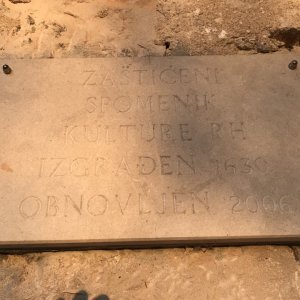 ZAŠTIĆENI
SPOMENIK
KULTURE RH
IZGRAĐEN 1630
OBNOVLJEN 2006